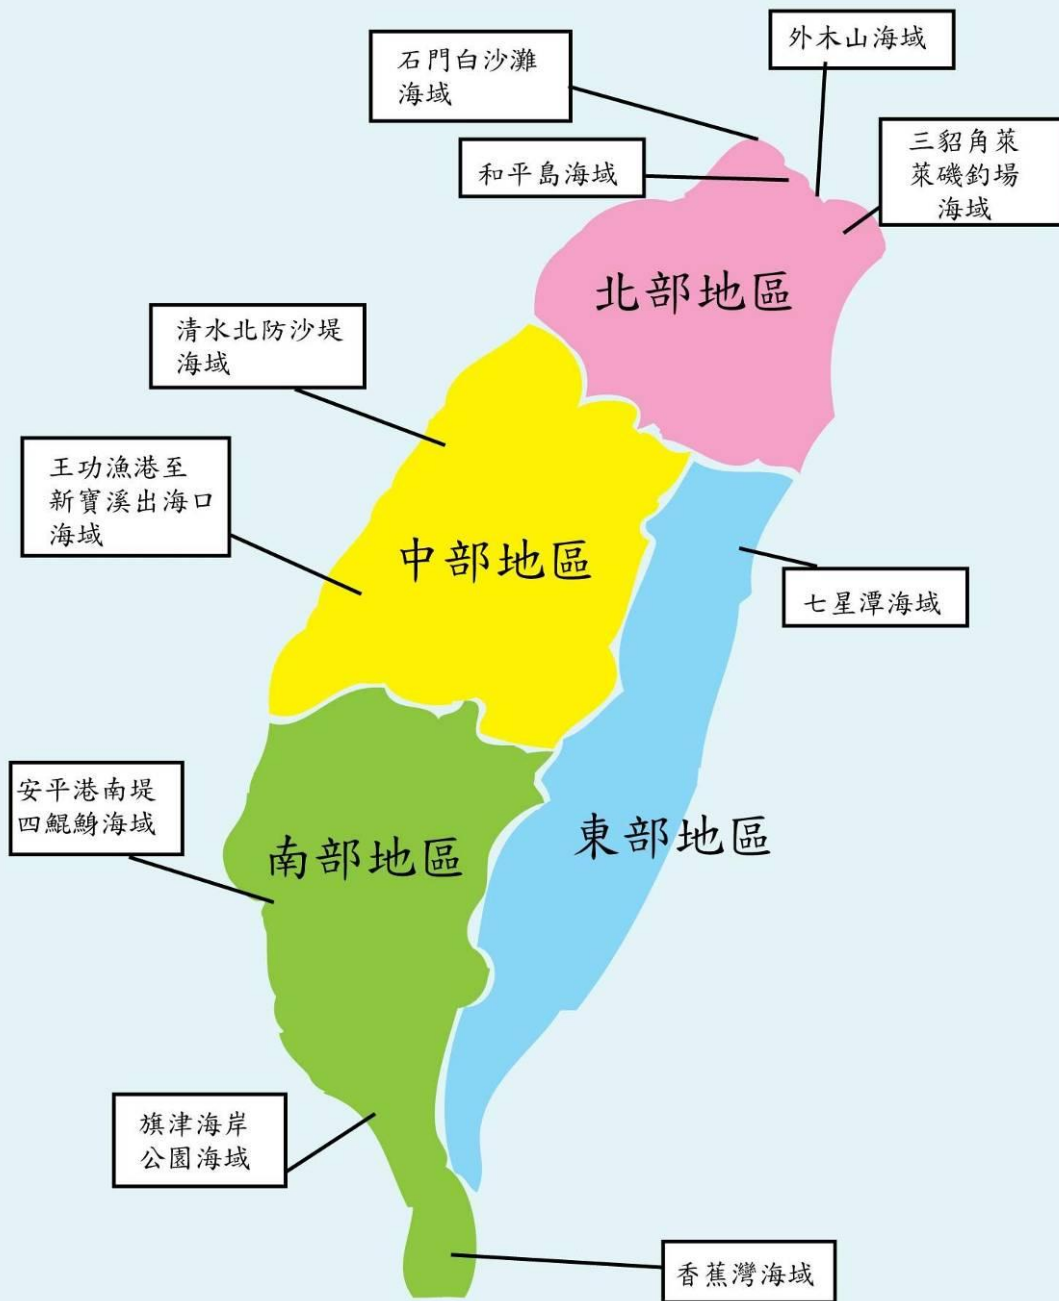 外木山海域
石門白沙灘
海域
和平島海域
三貂角萊
萊磯釣場
海域
北部地區
清水北防沙堤
海域
王功漁港至
新寶溪出海口
海域
中部地區
七星潭海域
安平港南堤
四鯤鯓海域
南部地區
東部地區
旗津海岸
公園海域
香蕉灣海域